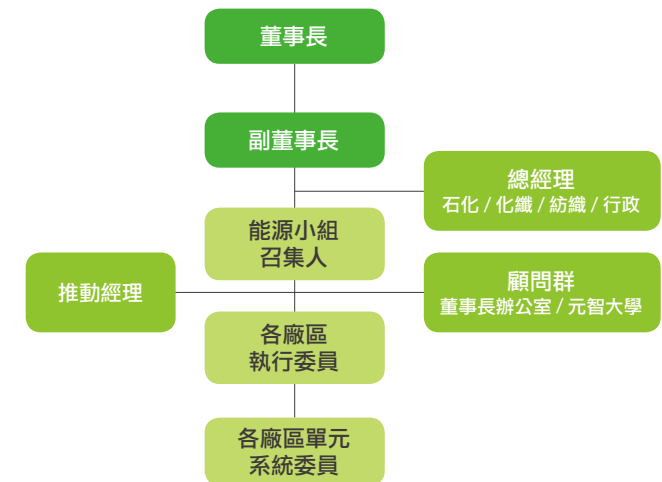 董事長
副董事長
總經理
石化 / 化纖 / 紡織 / 行政
能源小組
召集人
推動經理
顧問群
董事長辦公室 / 元智大學
各廠區
執行委員
各廠區單元
系統委員